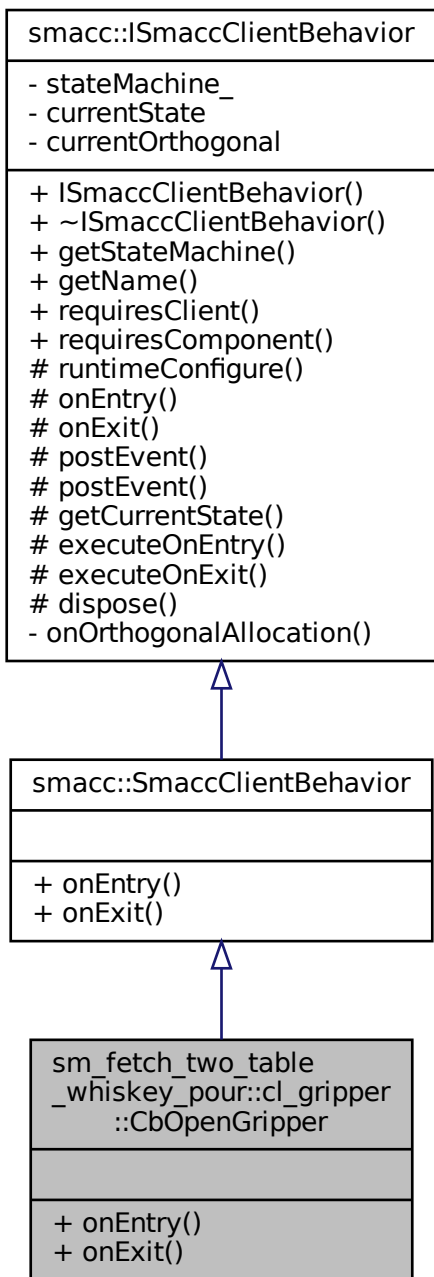 smacc::ISmaccClientBehavior
- stateMachine_
- currentState
- currentOrthogonal
+ ISmaccClientBehavior()
+ ~ISmaccClientBehavior()
+ getStateMachine()
+ getName()
+ requiresClient()
+ requiresComponent()
# runtimeConfigure()
# onEntry()
# onExit()
# postEvent()
# postEvent()
# getCurrentState()
# executeOnEntry()
# executeOnExit()
# dispose()
- onOrthogonalAllocation()
smacc::SmaccClientBehavior
+ onEntry()
+ onExit()
sm_fetch_two_table
_whiskey_pour::cl_gripper
::CbOpenGripper
+ onEntry()
+ onExit()